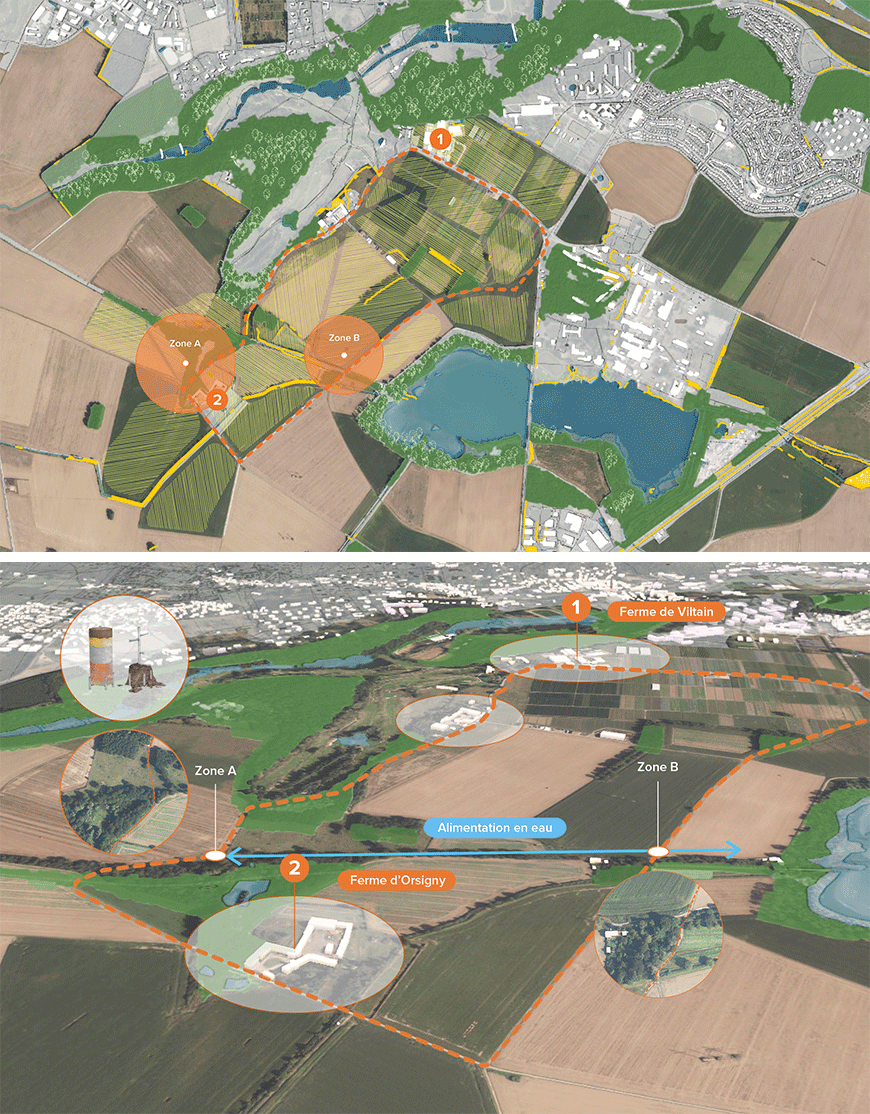 1
Zone A
Zone B
2
1
Ferme de Viltain
Zone A
Zone B
Alimentation en eau
2
Ferme d'Orsigny